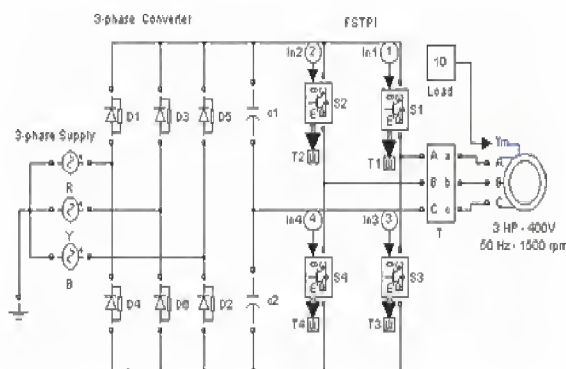 3-phase Converter
FSTPI
In2 2
In1 1
10
Load
S2
S1
D1
D3
D5
c1
T2
T1
Ym
3-phase Supply
A a
A
B b
B
C c
C
T
R
In4 4
In3 3
3 HP - 400V
50 Hz - 1500 rpm
Y
S4
S3
B
D4
D6
D2
c2
T4
T3